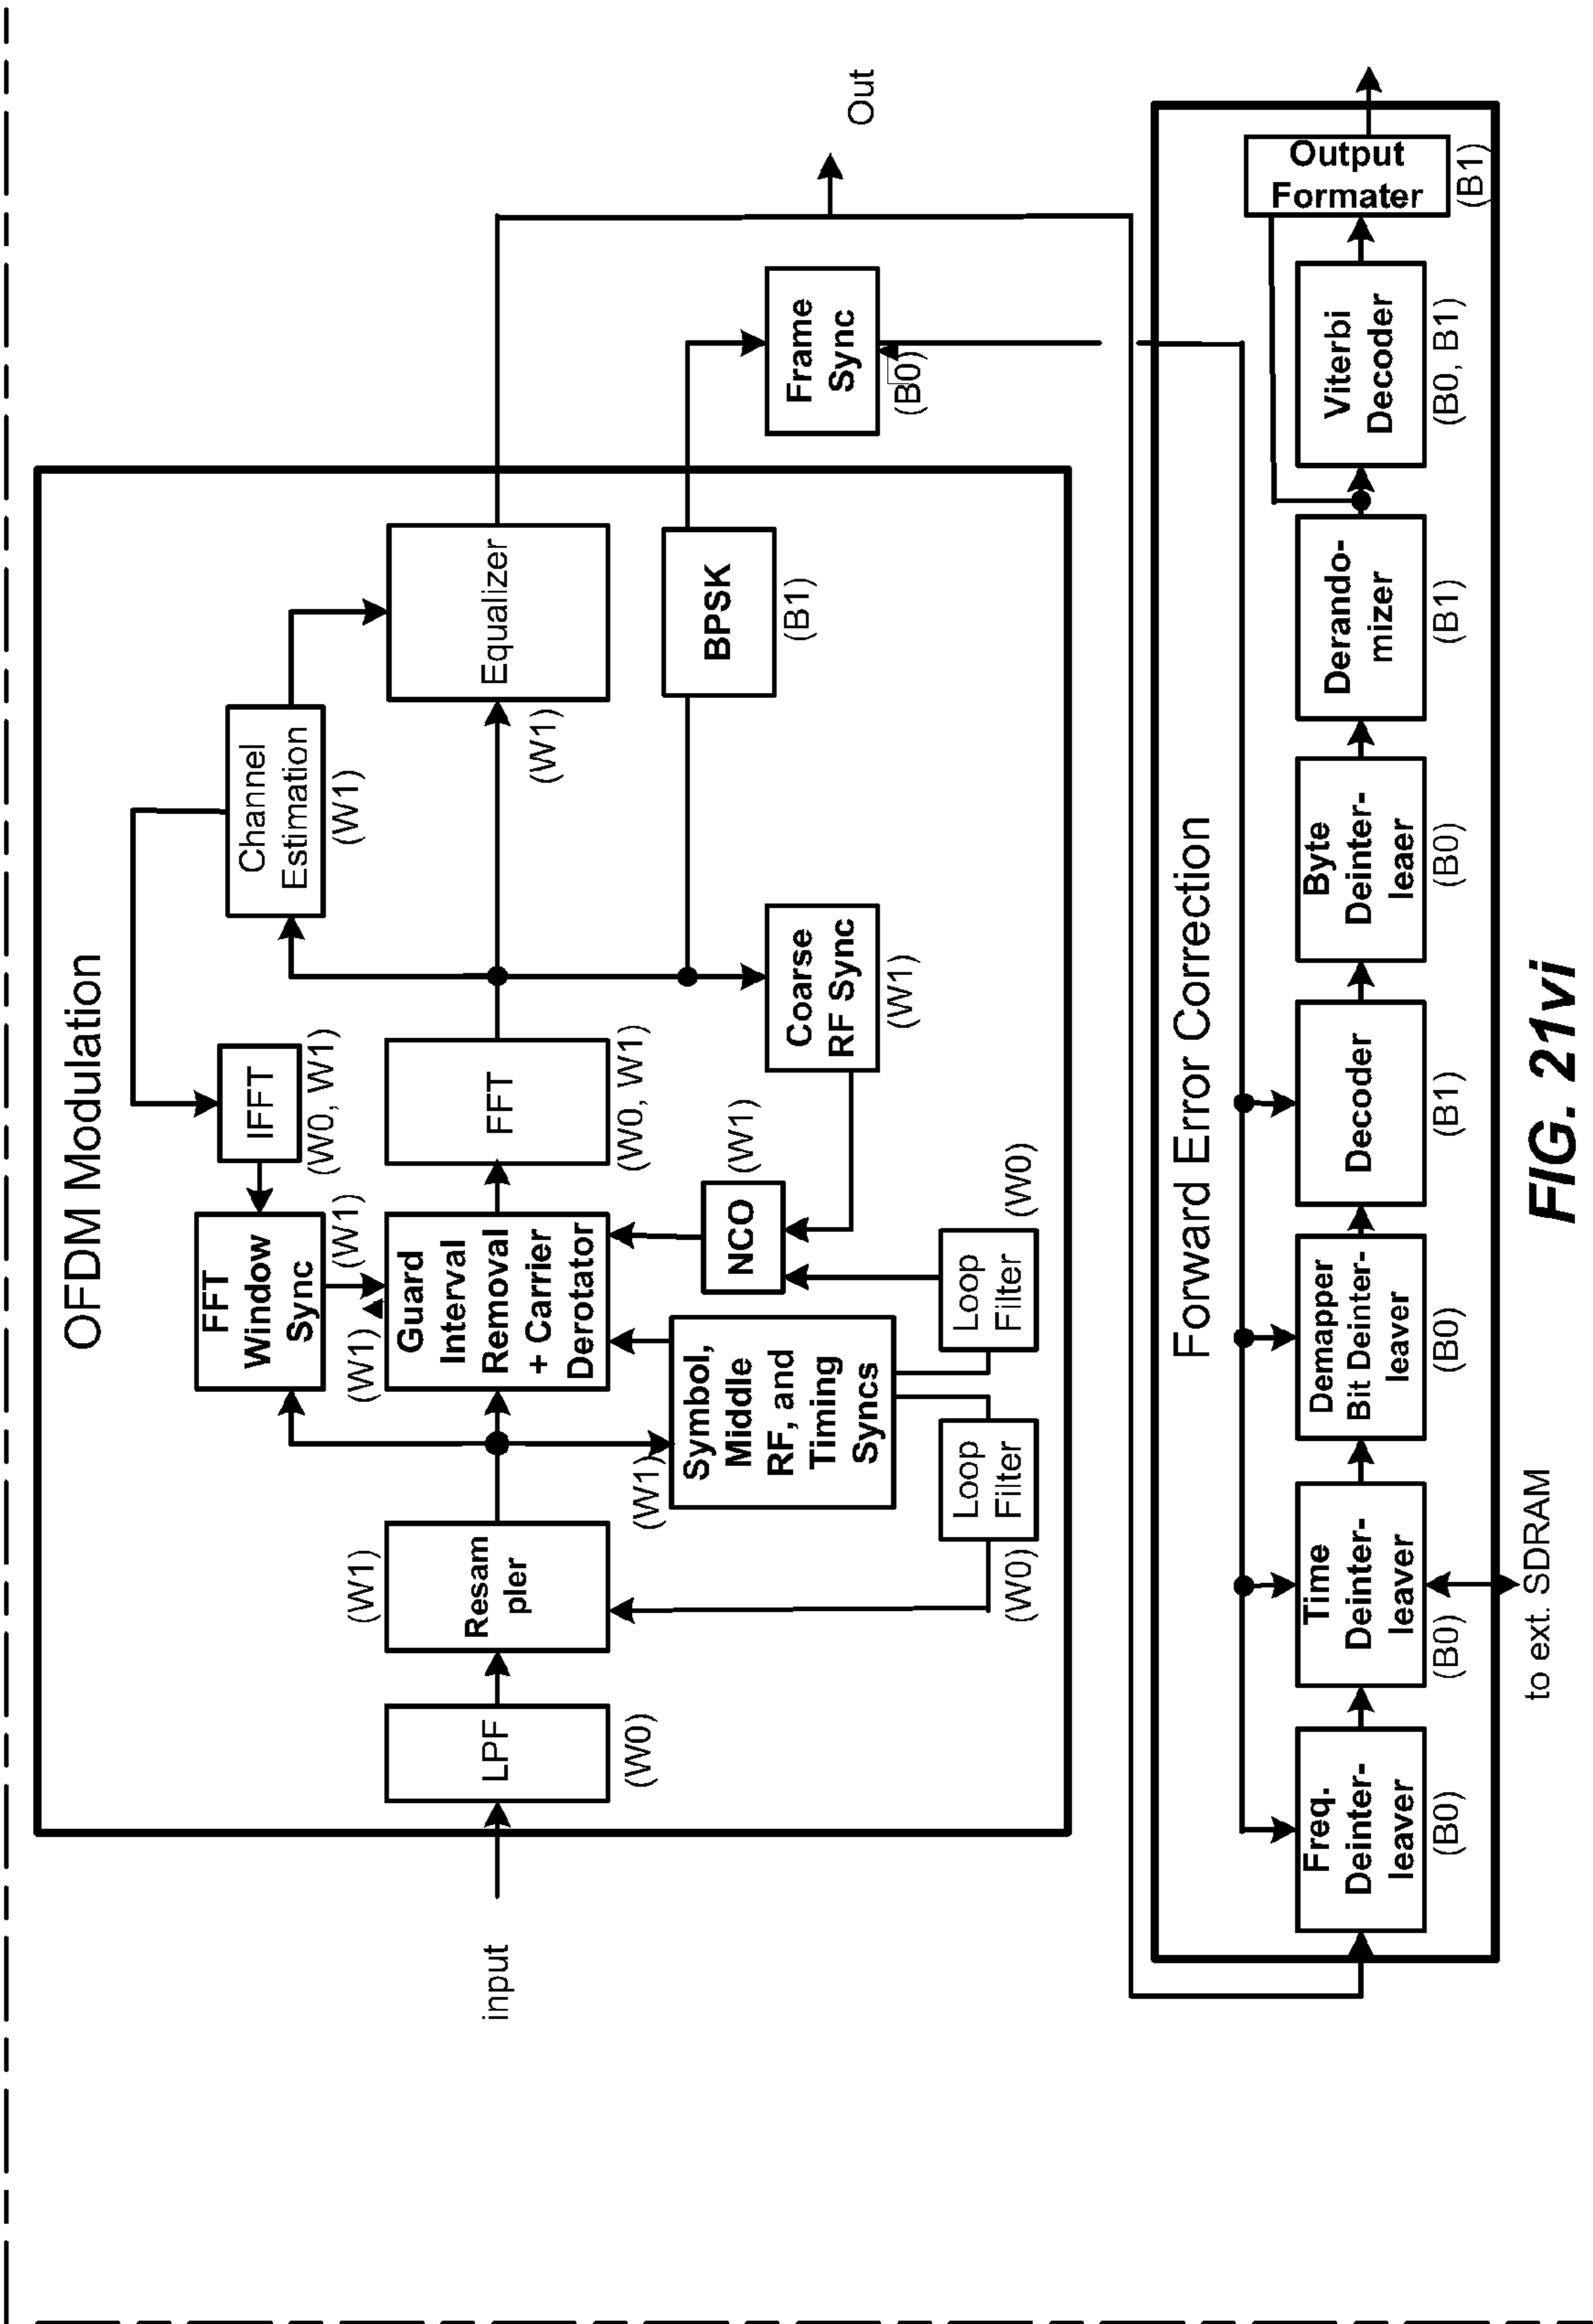 OFDM Modulation
input
LPF
(W0)
Resam
pler
(W1)
FFT
Window
Sync
(W1)
IFFT
(W0, W1)
Channel
Estimation
(W1)
(W1)
Guard
Interval
Removal
+ Carrier
Derotator
FFT
(W0, W1)
Equalizer
(W1)
Out
(W1)
Symbol,
Middle
RF, and
Timing
Syncs
NCO
(W1)
Coarse
RF Sync
(W1)
BPSK
(B1)
Frame
Sync
(B0)
Loop
Filter
(W0)
Loop
Filter
(W0)
Forward Error Correction
Freq.
Deinter-
leaver
(B0)
Time
Deinter-
leaver
(B0)
to ext. SDRAM
Demapper
Bit Deinter-
leaver
(B0)
Decoder
(B1)
Byte
Deinter-
leaer
(B0)
Derando-
mizer
(B1)
Viterbi
Decoder
(B0, B1)
Output
Formater
(B1)
FIG. 21vi